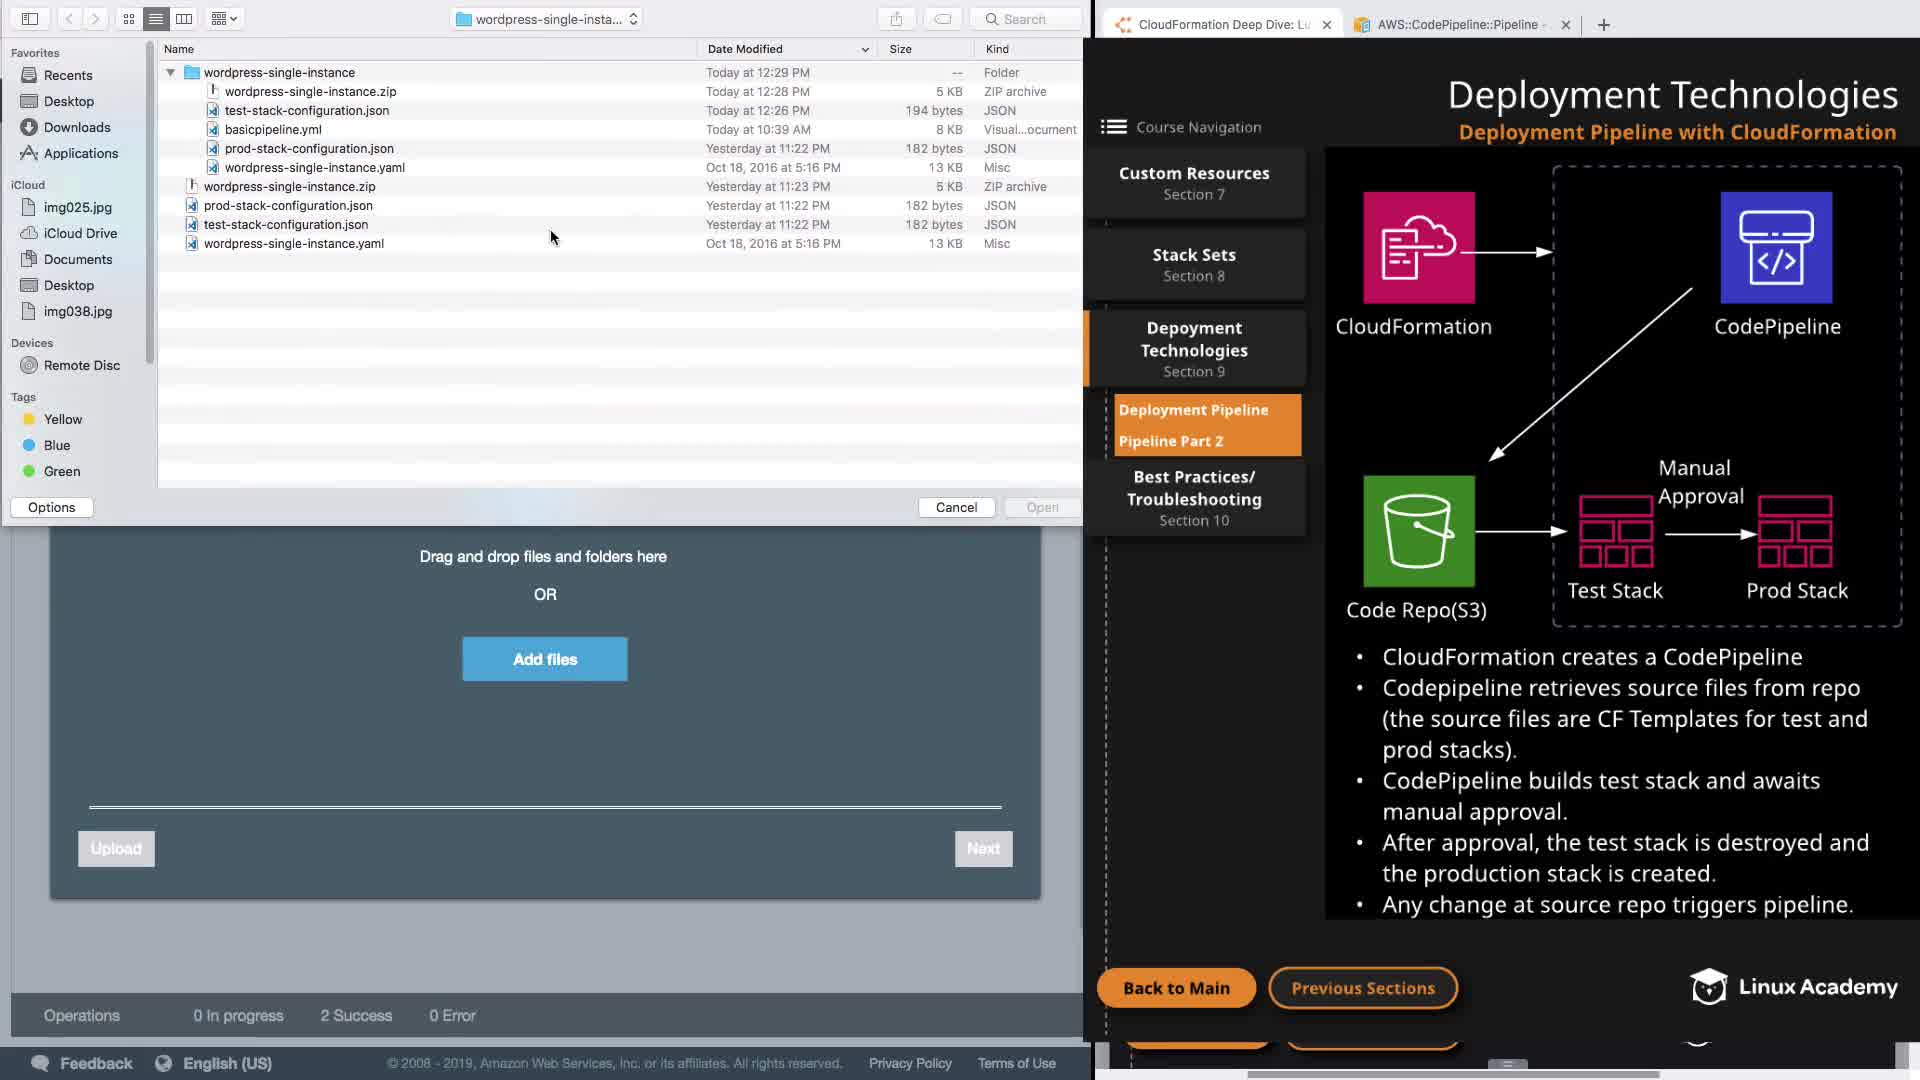 wordpress-single-insta...
Search
Favorites
Recents
Desktop
Downloads
Applications
iCloud
img025.jpg
iCloud Drive
Documents
Desktop
img038.jpg
Devices
Remote Disc
Tags
Yellow
Blue
Green
Name Date Modified Size Kind
wordpress-single-instance Today at 12:29 PM -- Folder
wordpress-single-instance.zip Today at 12:28 PM 5 KB ZIP archive
test-stack-configuration.json Today at 12:26 PM 194 bytes JSON
basicpipeline.yml Today at 10:39 AM 8 KB Visual...ocument
prod-stack-configuration.json Yesterday at 11:22 PM 182 bytes JSON
wordpress-single-instance.yaml Oct 18, 2016 at 5:16 PM 13 KB Misc
wordpress-single-instance.zip Yesterday at 11:23 PM 5 KB ZIP archive
prod-stack-configuration.json Yesterday at 11:22 PM 182 bytes JSON
test-stack-configuration.json Yesterday at 11:22 PM 182 bytes JSON
wordpress-single-instance.yaml Oct 18, 2016 at 5:16 PM 13 KB Misc
Options
Cancel
Open
Drag and drop files and folders here
OR
Add files
Upload
Next
Operations 0 In progress 2 Success 0 Error
Feedback English (US) © 2008 - 2019, Amazon Web Services, Inc. or its affiliates. All rights reserved. Privacy Policy Terms of Use
CloudFormation Deep Dive: Lu
AWS::CodePipeline::Pipeline -
Deployment Technologies
Deployment Pipeline with CloudFormation
Course Navigation
Custom Resources
Section 7
Stack Sets
Section 8
Depoyment
Technologies
Section 9
Deployment Pipeline
Pipeline Part 2
Best Practices/
Troubleshooting
Section 10
CloudFormation
CodePipeline
Manual
Approval
Code Repo(S3)
Test Stack
Prod Stack
• CloudFormation creates a CodePipeline
• Codepipeline retrieves source files from repo
(the source files are CF Templates for test and
prod stacks).
• CodePipeline builds test stack and awaits
manual approval.
• After approval, the test stack is destroyed and
the production stack is created.
• Any change at source repo triggers pipeline.
Back to Main
Previous Sections
Linux Academy